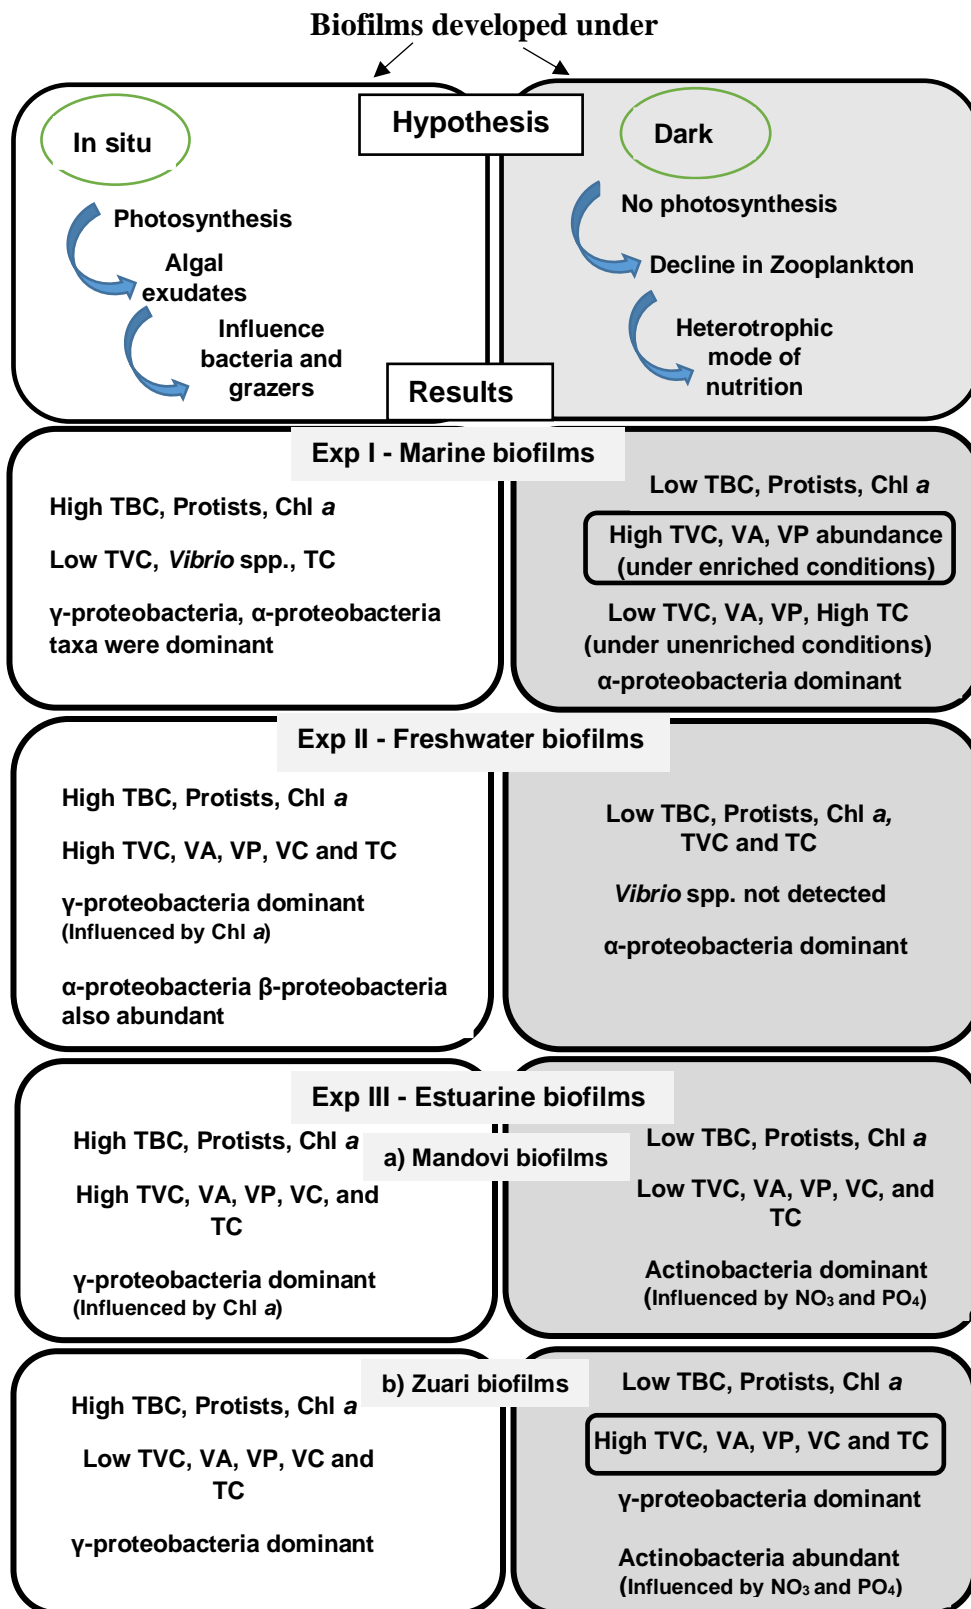 Biofilms developed under
Hypothesis
In situ
Photosynthesis
Algal
exudates
Influence
bacteria and
grazers
Dark
No photosynthesis
Decline in Zooplankton
Heterotrophic
mode of
nutrition
Results
Exp I - Marine biofilms
High TBC, Protists, Chl a
Low TVC, Vibrio spp., TC
γ-proteobacteria, α-proteobacteria
taxa were dominant
Low TBC, Protists, Chl a
High TVC, VA, VP abundance
(under enriched conditions)
Low TVC, VA, VP, High TC
(under unenriched conditions)
α-proteobacteria dominant
Exp II - Freshwater biofilms
High TBC, Protists, Chl a
High TVC, VA, VP, VC and TC
γ-proteobacteria dominant
(Influenced by Chl a)
α-proteobacteria β-proteobacteria
also abundant
Low TBC, Protists, Chl a,
TVC and TC
Vibrio spp. not detected
α-proteobacteria dominant
Exp III - Estuarine biofilms
a) Mandovi biofilms
High TBC, Protists, Chl a
High TVC, VA, VP, VC, and
TC
γ-proteobacteria dominant
(Influenced by Chl a)
Low TBC, Protists, Chl a
Low TVC, VA, VP, VC, and
TC
Actinobacteria dominant
(Influenced by NO₃ and PO₄)
b) Zuari biofilms
High TBC, Protists, Chl a
Low TVC, VA, VP, VC and
TC
γ-proteobacteria dominant
Low TBC, Protists, Chl a
High TVC, VA, VP, VC and TC
γ-proteobacteria dominant
Actinobacteria abundant
(Influenced by NO₃ and PO₄)